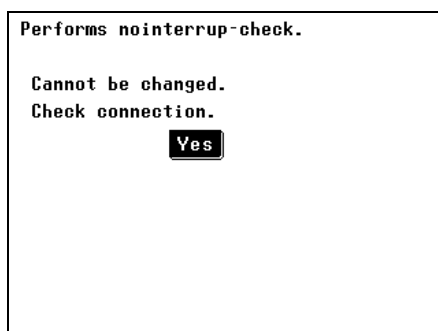 Performs nointerrup-check.
Cannot be changed.
Check connection.
Yes